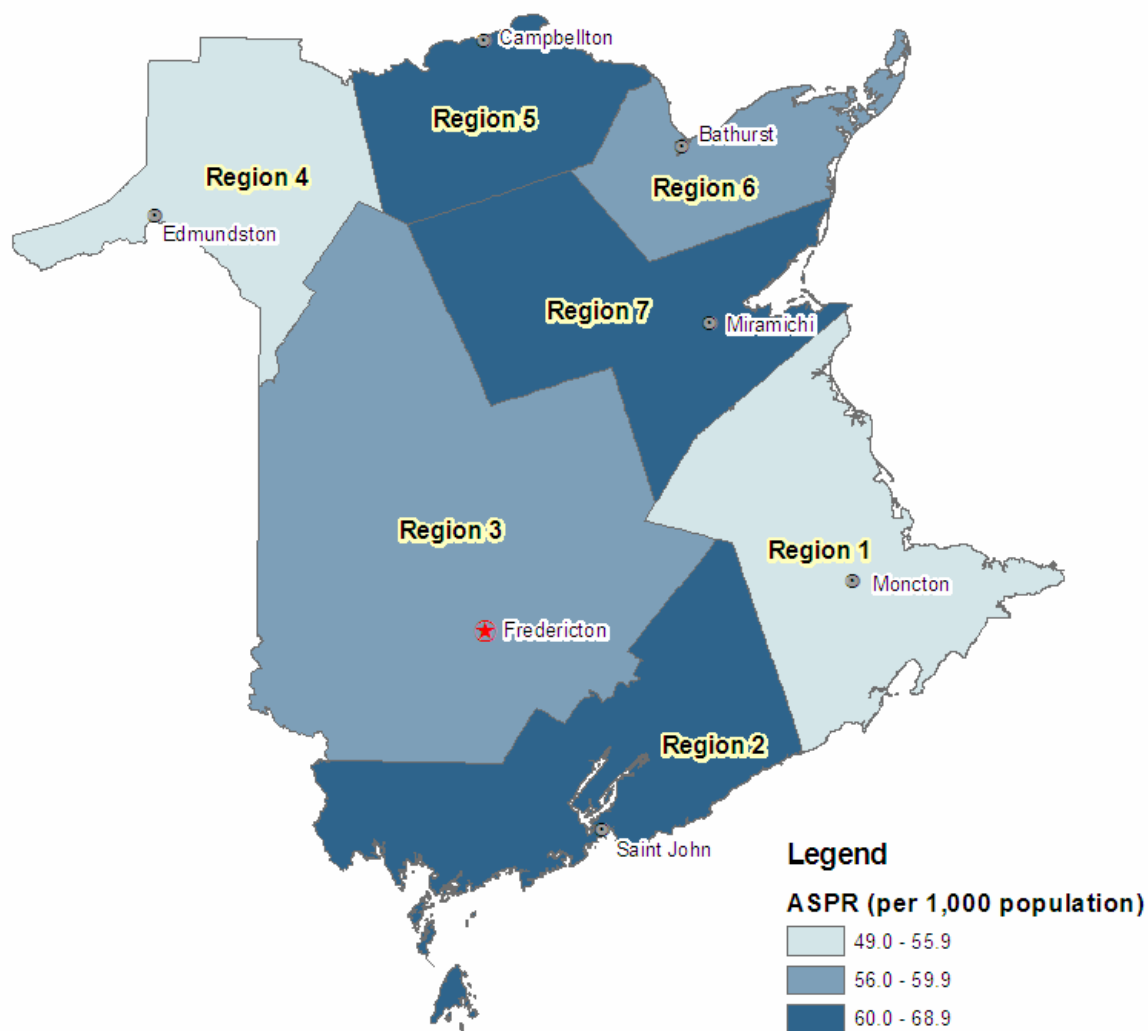 Campbellton
Region 5
Bathurst
Region 4
Region 6
Edmundston
Region 7
Miramichi
Region 3
Region 1
Moncton
Fredericton
Region 2
Saint John
Legend
ASPR (per 1,000 population)
49.0 - 55.9
56.0 - 59.9
60.0 - 68.9